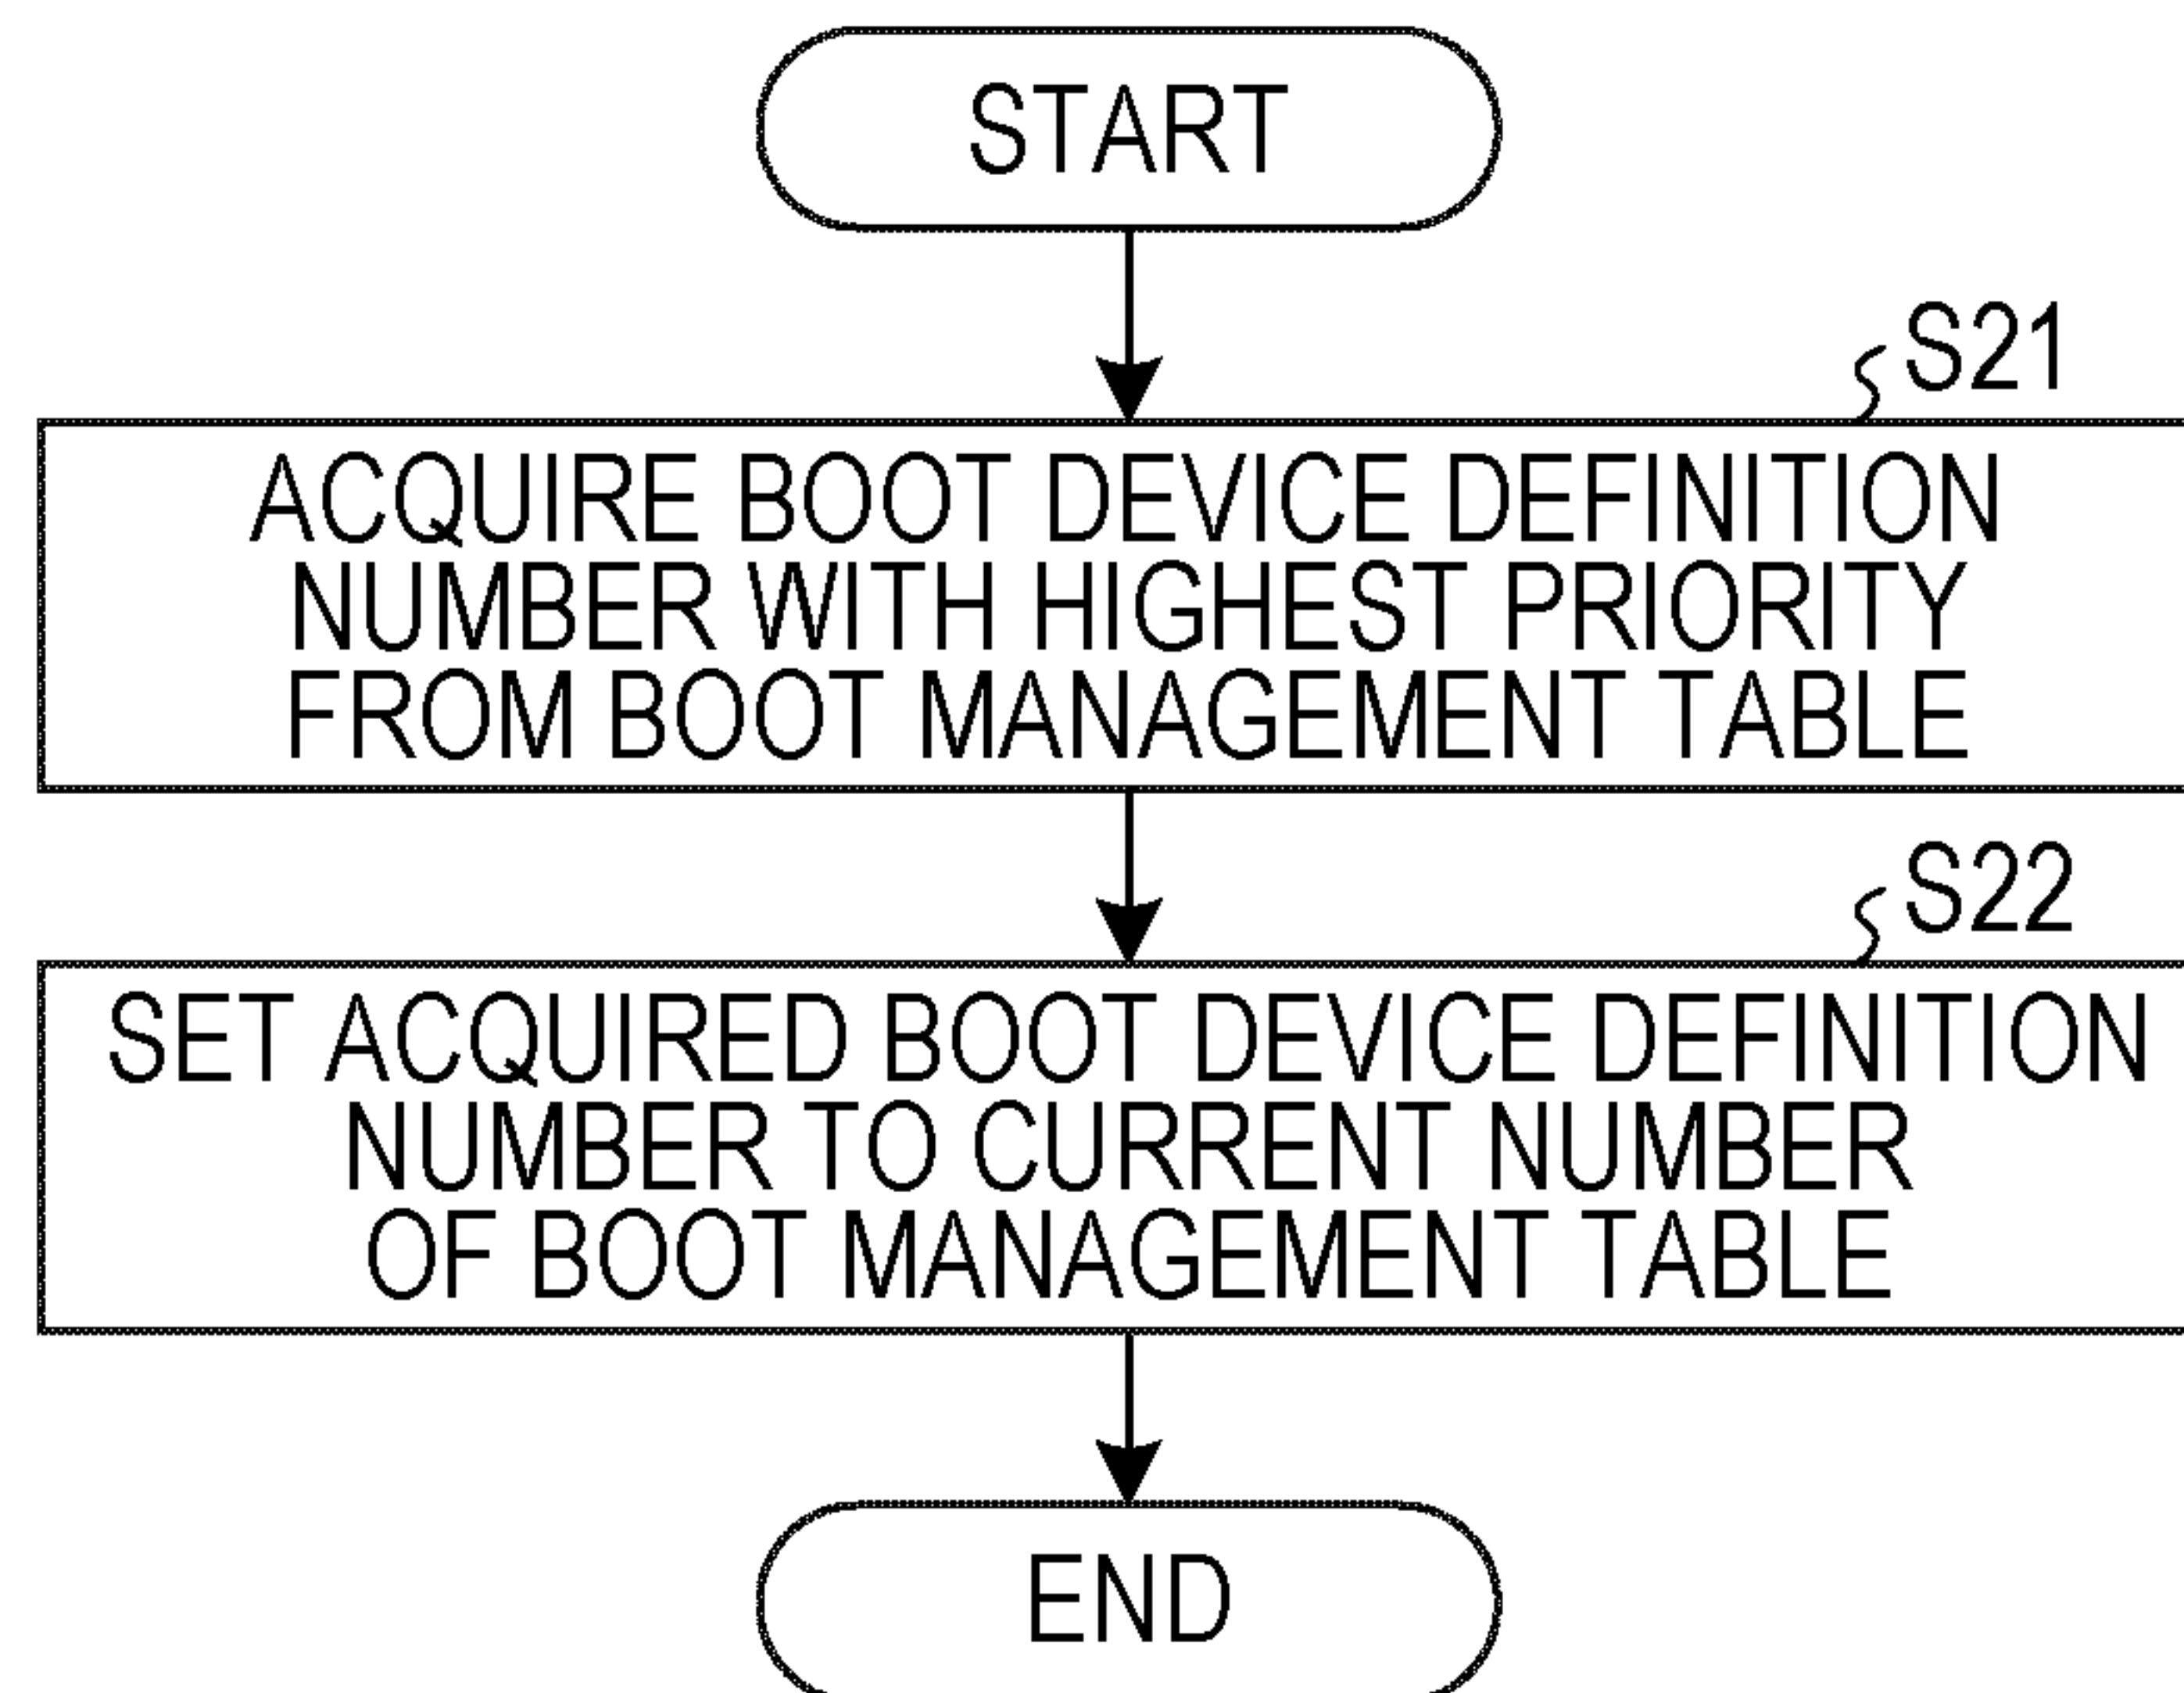 START
S21
ACQUIRE BOOT DEVICE DEFINITION
NUMBER WITH HIGHEST PRIORITY
FROM BOOT MANAGEMENT TABLE
S22
SET ACQUIRED BOOT DEVICE DEFINITION
NUMBER TO CURRENT NUMBER
OF BOOT MANAGEMENT TABLE
END